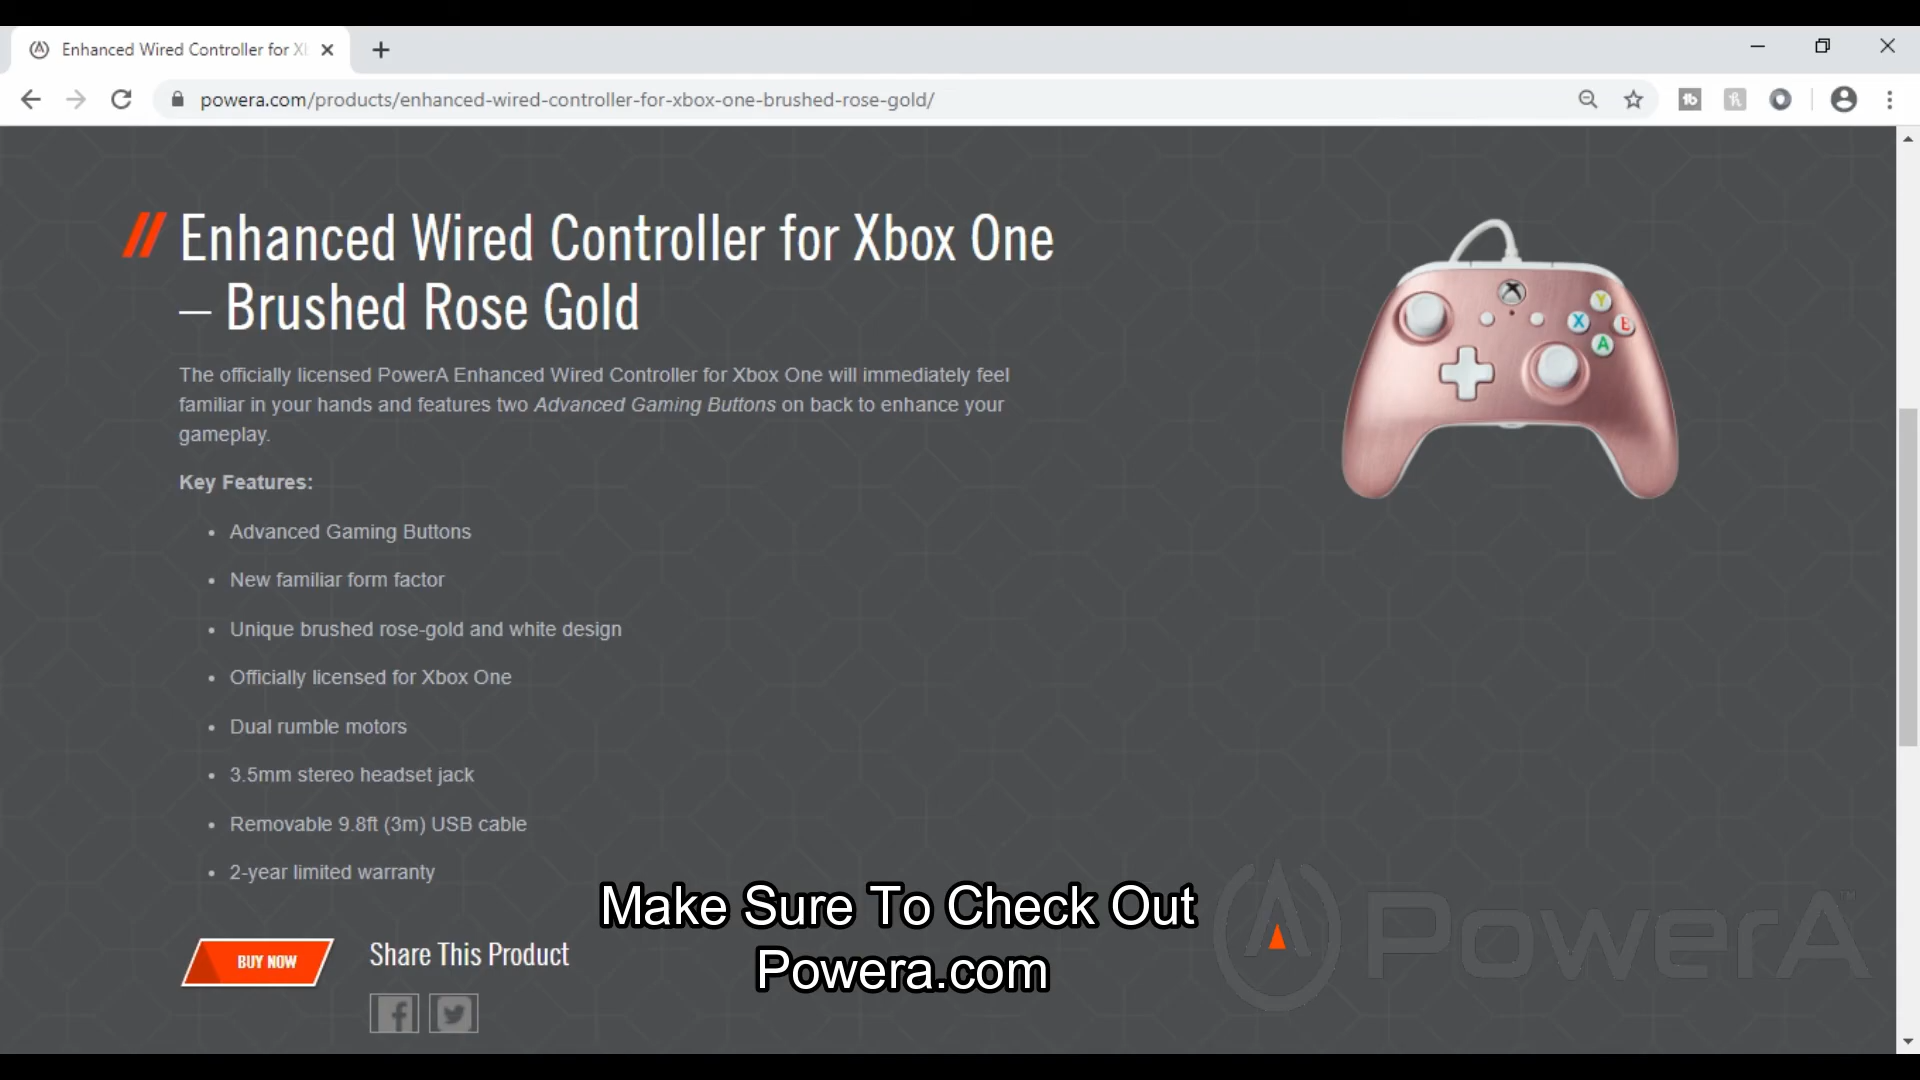 Enhanced Wired Controller for X
powera.com/products/enhanced-wired-controller-for-xbox-one-brushed-rose-gold/
// Enhanced Wired Controller for Xbox One
– Brushed Rose Gold
The officially licensed PowerA Enhanced Wired Controller for Xbox One will immediately feel
familiar in your hands and features two Advanced Gaming Buttons on back to enhance your
gameplay.
Key Features:
• Advanced Gaming Buttons
• New familiar form factor
• Unique brushed rose-gold and white design
• Officially licensed for Xbox One
• Dual rumble motors
• 3.5mm stereo headset jack
• Removable 9.8ft (3m) USB cable
• 2-year limited warranty
BUY NOW
Share This Product
Make Sure To Check Out
Powera.com
PowerA™
Y
X
B
A